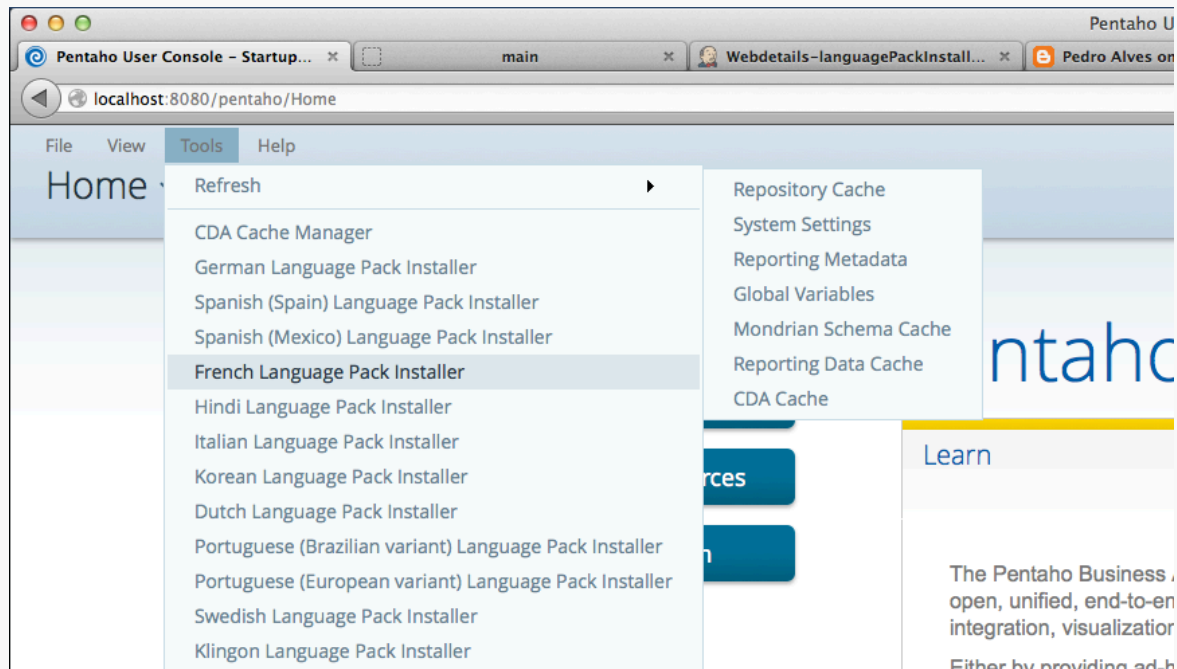 Pentaho U
Pentaho User Console – Startup...
main
Webdetails-languagePackInstall...
Pedro Alves on
localhost:8080/pentaho/Home
File View Tools Help
Home
Refresh
CDA Cache Manager
German Language Pack Installer
Spanish (Spain) Language Pack Installer
Spanish (Mexico) Language Pack Installer
French Language Pack Installer
Hindi Language Pack Installer
Italian Language Pack Installer
Korean Language Pack Installer
Dutch Language Pack Installer
Portuguese (Brazilian variant) Language Pack Installer
Portuguese (European variant) Language Pack Installer
Swedish Language Pack Installer
Klingon Language Pack Installer
Repository Cache
System Settings
Reporting Metadata
Global Variables
Mondrian Schema Cache
Reporting Data Cache
CDA Cache
ntaho
rces
Learn
The Pentaho Business
open, unified, end-to-en
integration, visualization
Either by providing ad-h